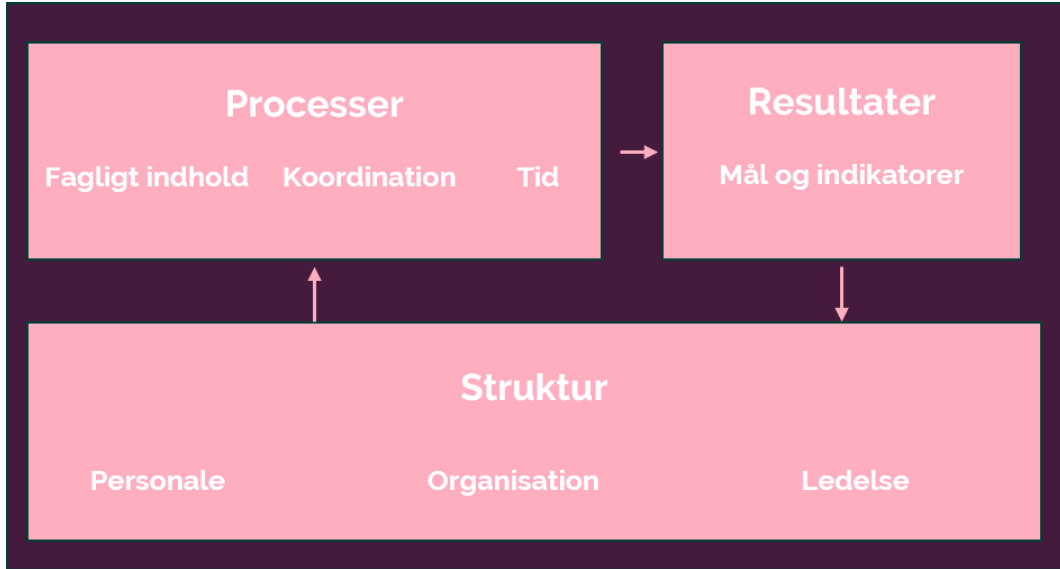 Processer
Fagligt indhold Koordination Tid
Resultater
Mål og indikatorer
Struktur
Personale Organisation Ledelse